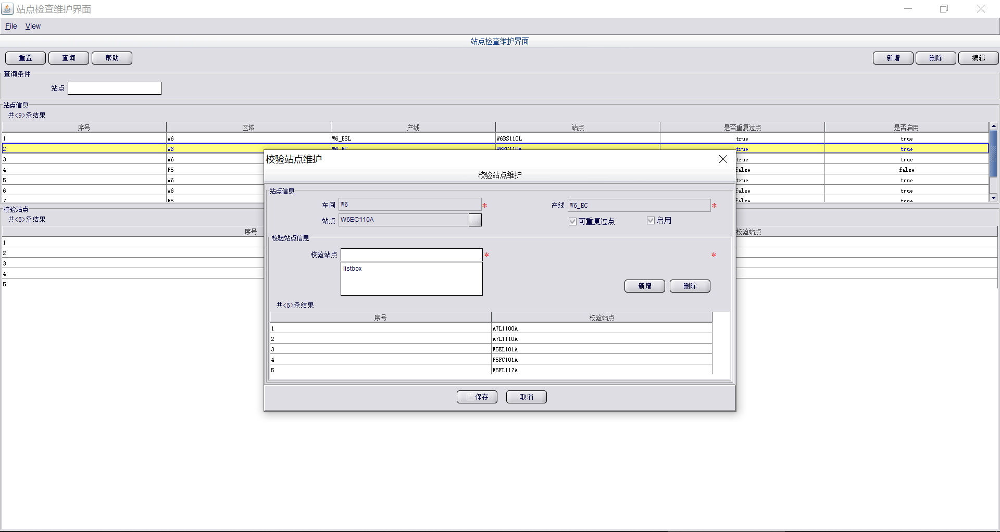 站点检查维护界面
File View
站点检查维护界面
重置 查询 帮助 新增 删除 编辑
查询条件
站点
站点信息
共<9>条结果
序号 区域 产线 站点 是否重复过点 是否启用
1 W6 W6_BSL W6BS110L true true
2 W6 W6_EC W6EC110A true true
3 W6 true true
4 F5 false false
5 W6 true true
6 W6 false true
7 F5 false true
校验站点
共<5>条结果
序号 校验站点
1
2
3
4
5
校验站点维护
校验站点维护
站点信息
车间 W6 * 产线 W6_EC *
站点 W6EC110A ... 可重复过点 启用
校验站点信息
校验站点 * *
listbox
新增 删除
共<5>条结果
序号 校验站点
1 A7L1100A
2 A7L1110A
3 F5EL101A
4 F5FC101A
5 F5FL117A
保存 取消